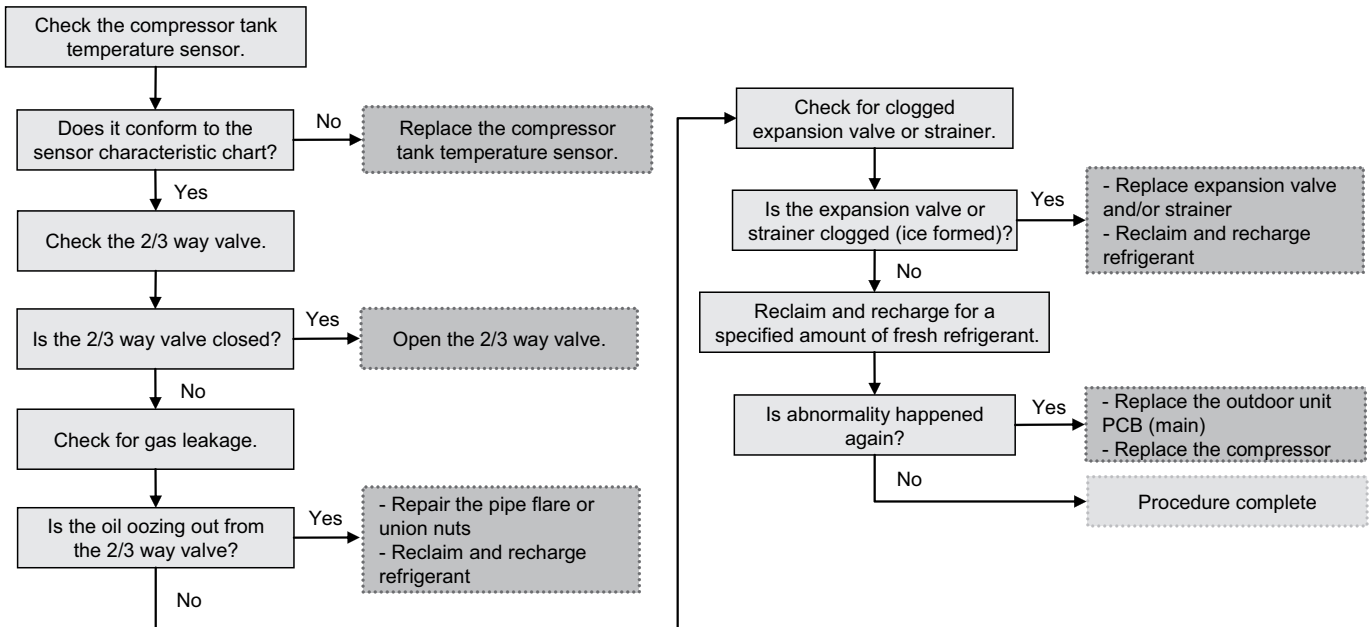 Check the compressor tank
temperature sensor.
Does it conform to the
sensor characteristic chart?
No
Replace the compressor
tank temperature sensor.
Yes
Check the 2/3 way valve.
Is the 2/3 way valve closed?
Yes
Open the 2/3 way valve.
No
Check for gas leakage.
Is the oil oozing out from
the 2/3 way valve?
Yes
- Repair the pipe flare or
union nuts
- Reclaim and recharge
refrigerant
No
Check for clogged
expansion valve or strainer.
Is the expansion valve or
strainer clogged (ice formed)?
Yes
- Replace expansion valve
and/or strainer
- Reclaim and recharge
refrigerant
No
Reclaim and recharge for a
specified amount of fresh refrigerant.
Is abnormality happened
again?
Yes
- Replace the outdoor unit
PCB (main)
- Replace the compressor
No
Procedure complete